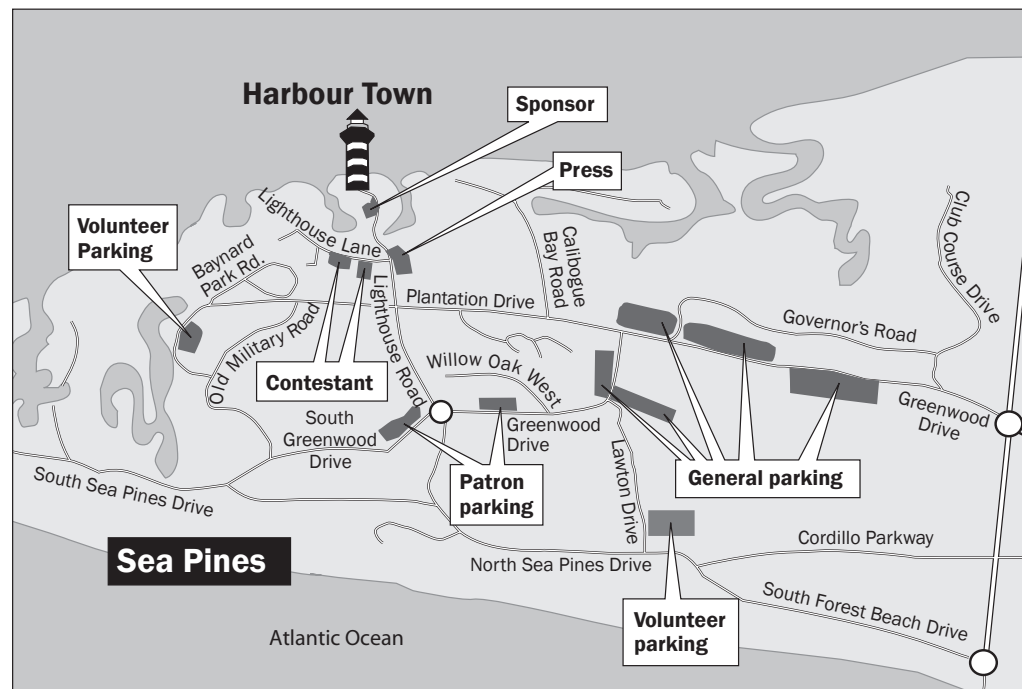 Harbour Town
Sponsor
Press
Volunteer
Parking
Lighthouse Lane
Baynard
Park Rd.
Calibogue
Bay Road
Club Course Drive
Plantation Drive
Governor's Road
Old Military Road
Lighthouse Road
Contestant
Willow Oak West
South
Greenwood
Drive
Greenwood
Drive
Greenwood
Drive
Patron
parking
General parking
Lawton Drive
South Sea Pines Drive
Sea Pines
North Sea Pines Drive
Cordillo Parkway
South Forest Beach Drive
Volunteer
parking
Atlantic Ocean